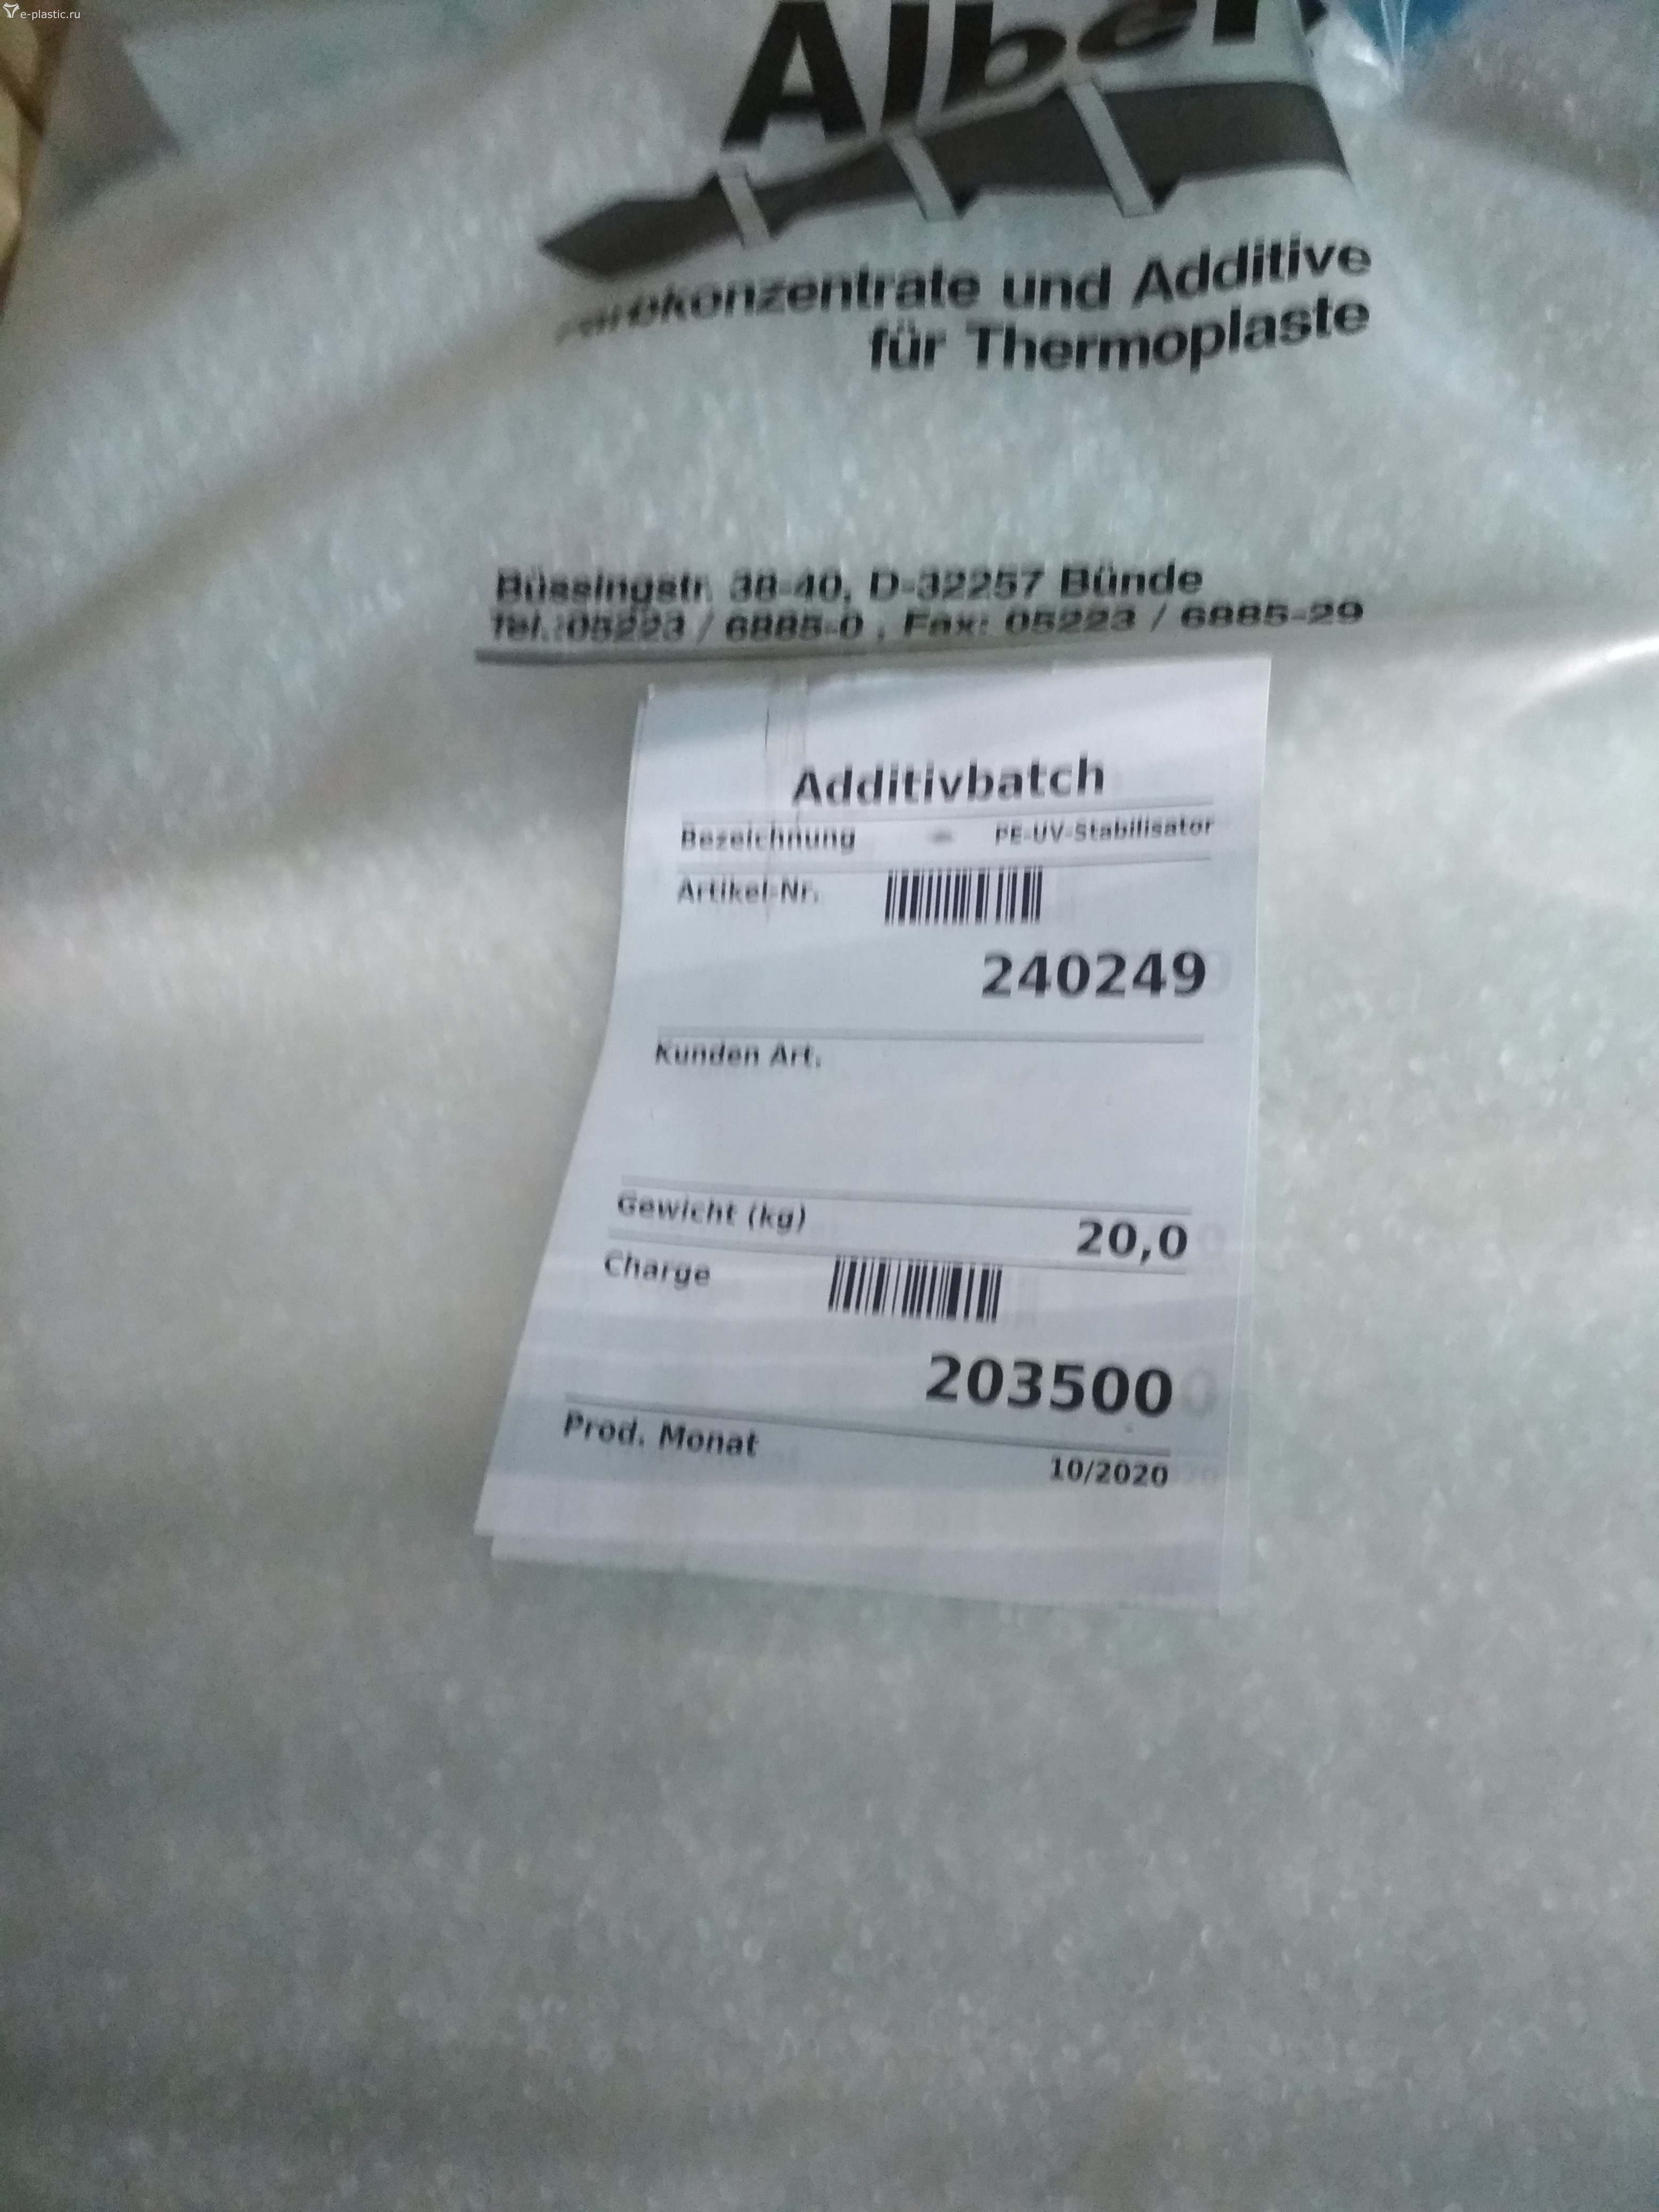 e-plastic.ru
Alber
Farbkonzentrate und Additive
für Thermoplaste
Büssingstr. 38-40, D-32257 Bünde
Tel.:05223 / 6885-0 , Fax: 05223 / 6885-29
Additivbatch
Bezeichnung PE-UV-Stabilisator
Artikel-Nr.
240249
Kunden Art.
Gewicht (kg) 20,0
Charge
203500
Prod. Monat
10/2020